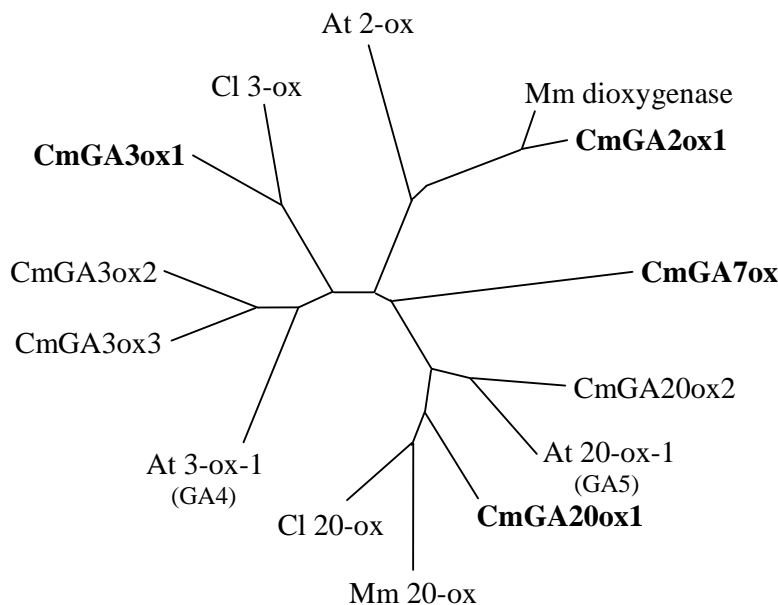 At 2-ox
Cl 3-ox
Mm dioxygenase
CmGA3ox1
CmGA2ox1
CmGA3ox2
CmGA7ox
CmGA3ox3
CmGA20ox2
At 3-ox-1
(GA4)
At 20-ox-1
(GA5)
Cl 20-ox
CmGA20ox1
Mm 20-ox